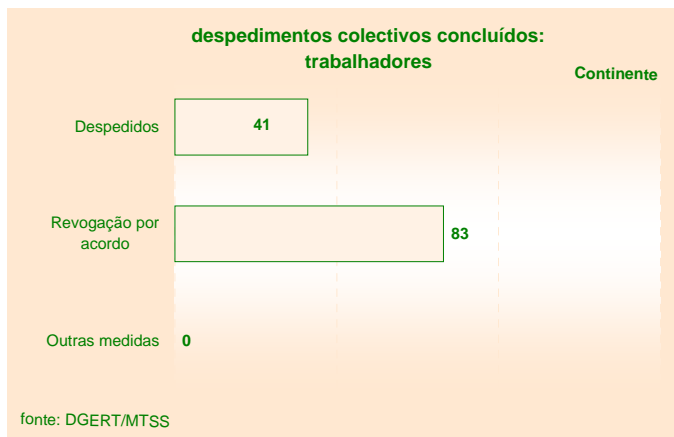 despedimentos colectivos concluídos:
trabalhadores
Continente
Despedidos
41
Revogação por
acordo
83
Outras medidas
0
fonte: DGERT/MTSS